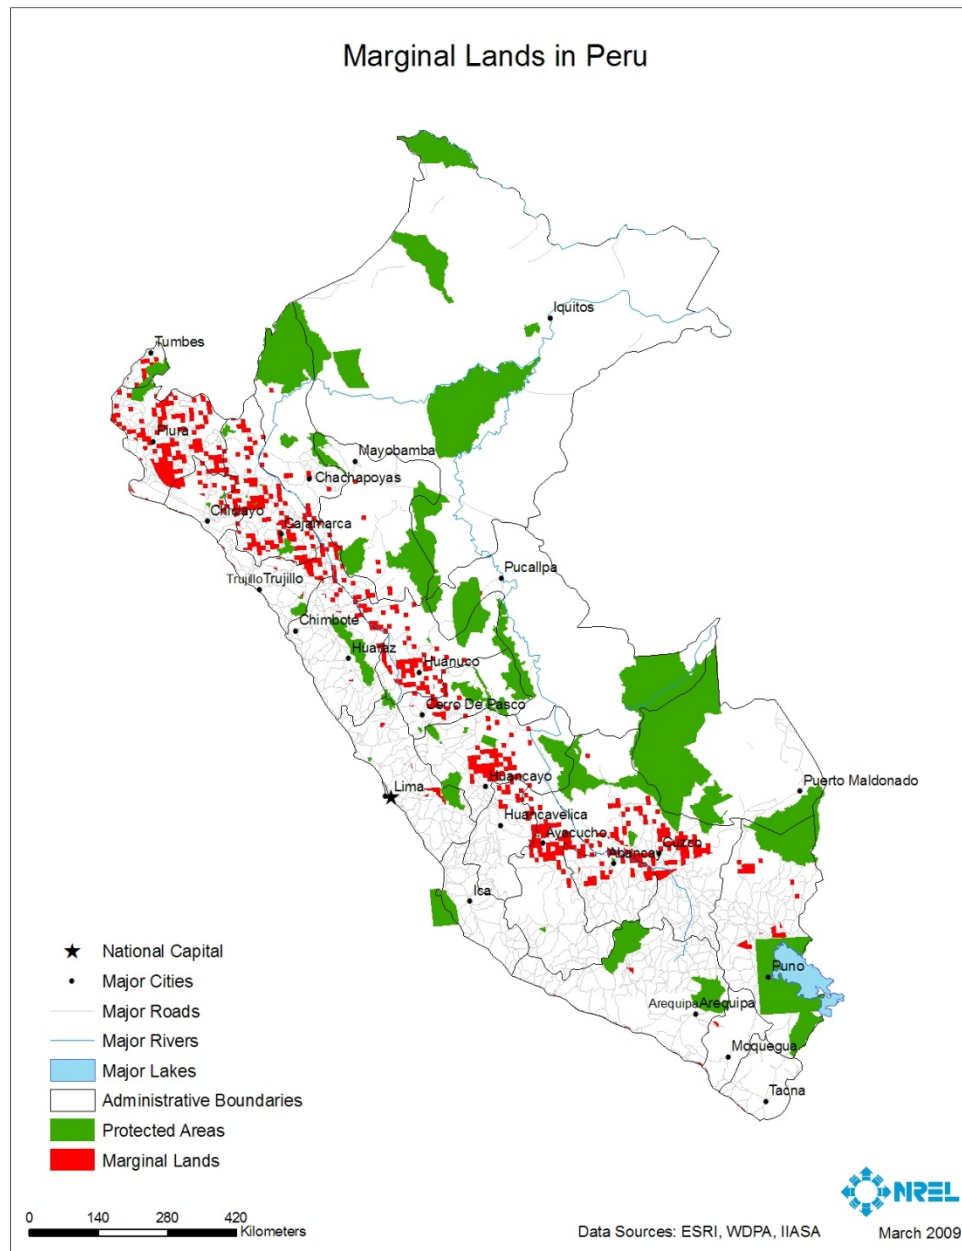 Marginal Lands in Peru
Iquitos
Tumbes
Piura
Mayobamba
Chachapoyas
Chiclayo
Cajamarca
Pucallpa
Trujillo Trujillo
Chimbote
Huaraz
Huanuco
Cerro De Pasco
Puerto Maldonado
Huancayo
Lima
Huancavelica
Ayacucho
Cuzco
Abancay
Ica
National Capital
Major Cities
Puno
Arequipa Arequipa
Major Roads
Major Rivers
Moquegua
Major Lakes
Tacna
Administrative Boundaries
Protected Areas
Marginal Lands
NREL
0 140 280 420
Kilometers
Data Sources: ESRI, WDPA, IIASA
March 2009